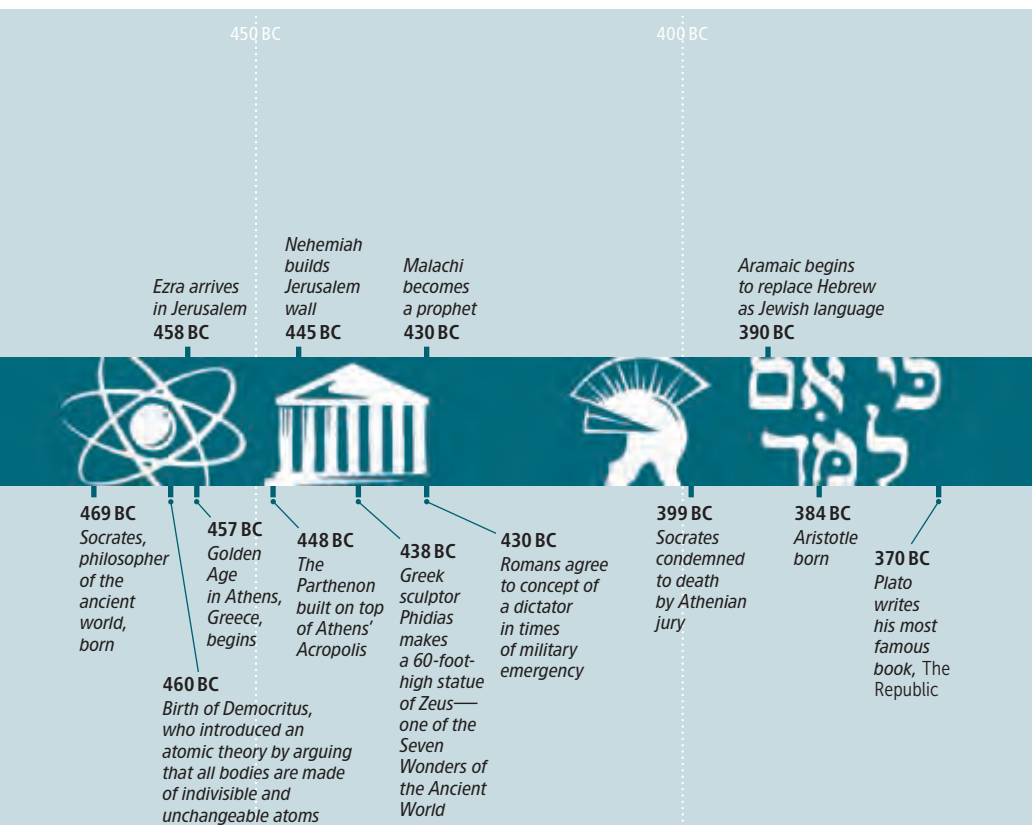 450 BC
400 BC
Ezra arrives
in Jerusalem
458 BC
Nehemiah
builds
Jerusalem
wall
445 BC
Malachi
becomes
a prophet
430 BC
Aramaic begins
to replace Hebrew
as Jewish language
390 BC
כי אִם
למד
469 BC
Socrates,
philosopher
of the
ancient
world,
born
460 BC
Birth of Democritus,
who introduced an
atomic theory by arguing
that all bodies are made
of indivisible and
unchangeable atoms
457 BC
Golden
Age
in Athens,
Greece,
begins
448 BC
The
Parthenon
built on top
of Athens’
Acropolis
438 BC
Greek
sculptor
Phidias
makes
a 60-foot-
high statue
of Zeus—
one of the
Seven
Wonders of
the Ancient
World
430 BC
Romans agree
to concept of
a dictator
in times
of military
emergency
399 BC
Socrates
condemned
to death
by Athenian
jury
384 BC
Aristotle
born
370 BC
Plato
writes
his most
famous
book, The
Republic